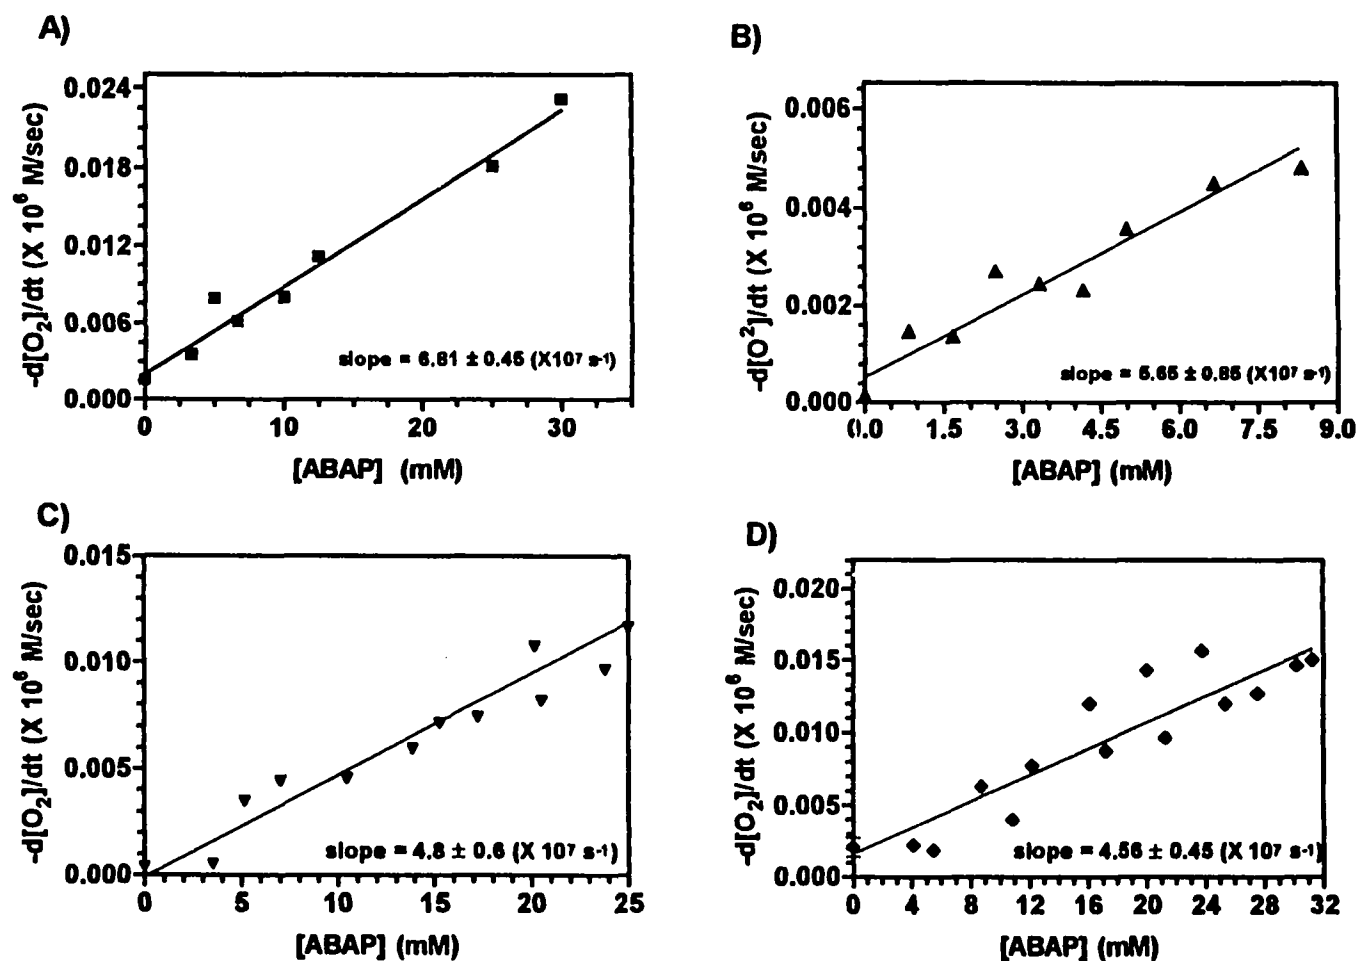 A)
-d[O₂]/dt (X 10⁶ M/sec)
0.024
0.018
0.012
0.006
0.000
slope = 6.81 ± 0.45 (X10⁷ s⁻¹)
0 10 20 30
[ABAP] (mM)
B)
-d[O²]/dt (X 10⁶ M/sec)
0.006
0.004
0.002
0.000
slope = 5.65 ± 0.85 (X10⁷ s⁻¹)
0.0 1.5 3.0 4.5 6.0 7.5 9.0
[ABAP] (mM)
C)
-d[O₂]/dt (X 10⁶ M/sec)
0.015
0.010
0.005
0.000
slope = 4.8 ± 0.6 (X 10⁷ s⁻¹)
0 5 10 15 20 25
[ABAP] (mM)
D)
-d[O₂]/dt (X 10⁶ M/sec)
0.020
0.015
0.010
0.005
0.000
slope = 4.56 ± 0.45 (X 10⁷ s⁻¹)
0 4 8 12 16 20 24 28 32
[ABAP] (mM)